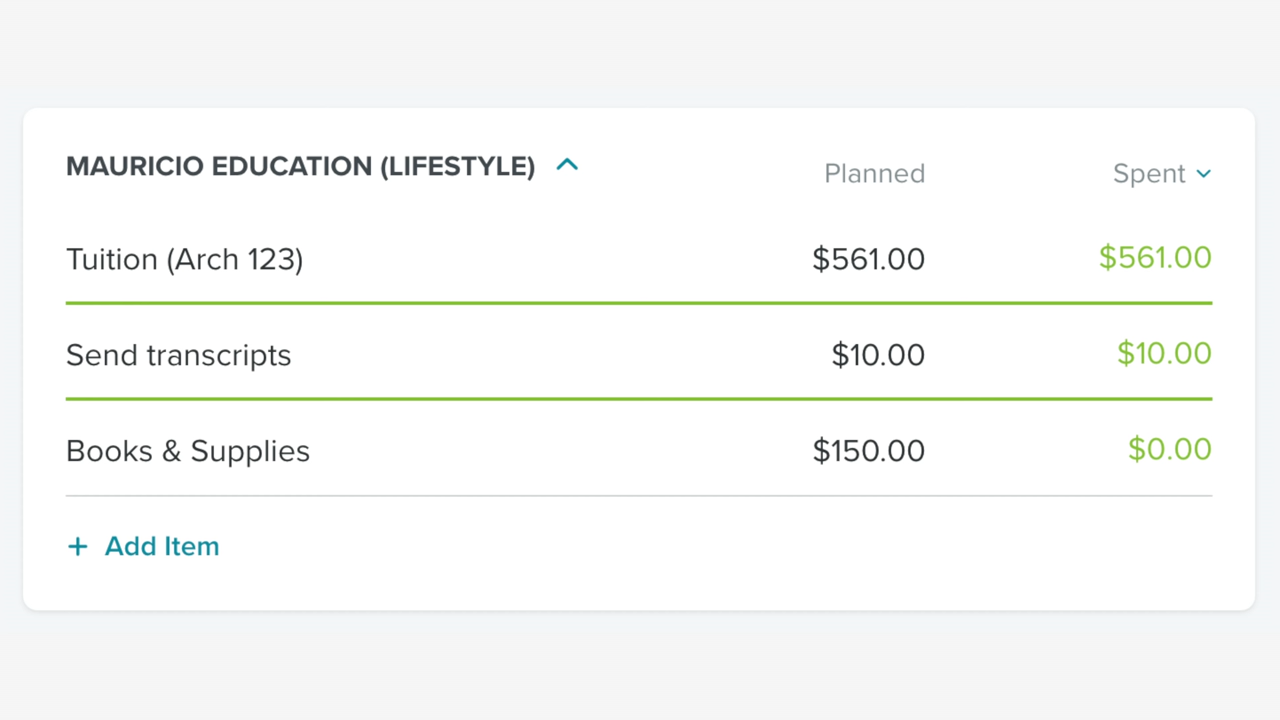 MAURICIO EDUCATION (LIFESTYLE) Planned Spent
Tuition (Arch 123) $561.00 $561.00
Send transcripts $10.00 $10.00
Books & Supplies $150.00 $0.00
+ Add Item